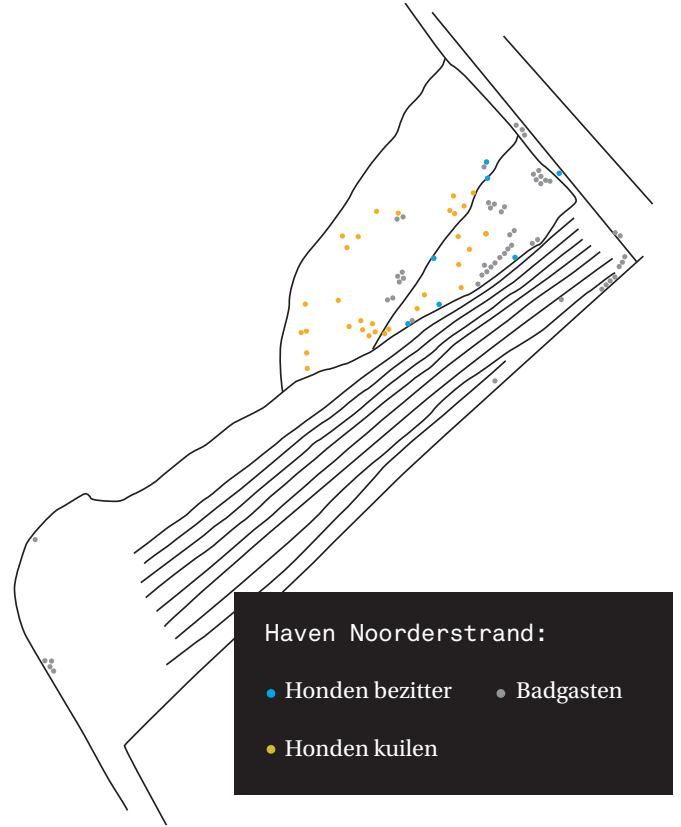 Haven Noorderstrand:
Honden bezitter
Badgasten
Honden kuilen